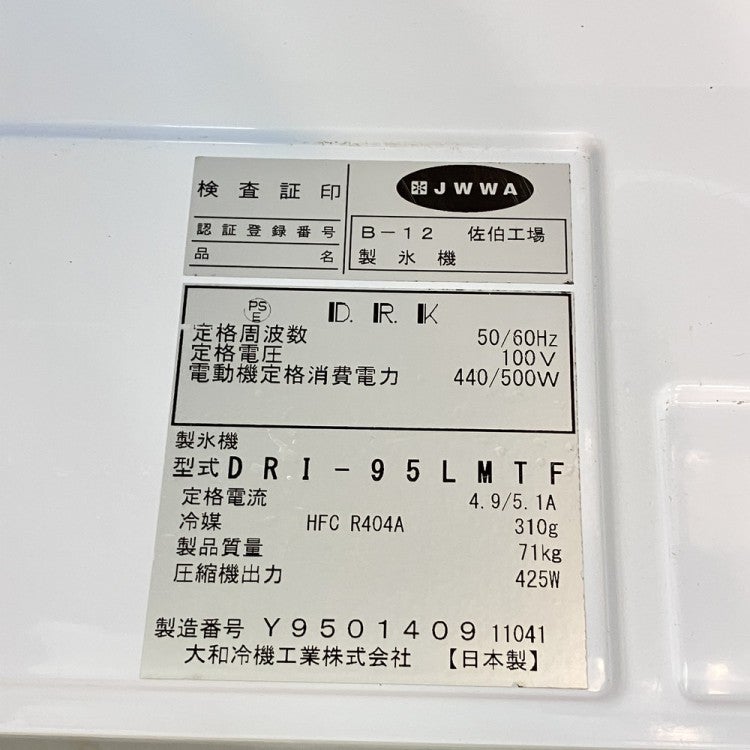 検査証印 JWWA
認証登録番号 B-12 佐伯工場
品名 製氷機
PS E D.R.K
定格周波数 50/60Hz
定格電圧 100V
電動機定格消費電力 440/500W
製氷機
型式 DRI-95LMTF
定格電流 4.9/5.1A
冷媒 HFC R404A 310g
製品質量 71kg
圧縮機出力 425W
製造番号 Y9501409 11041
大和冷機工業株式会社 【日本製】